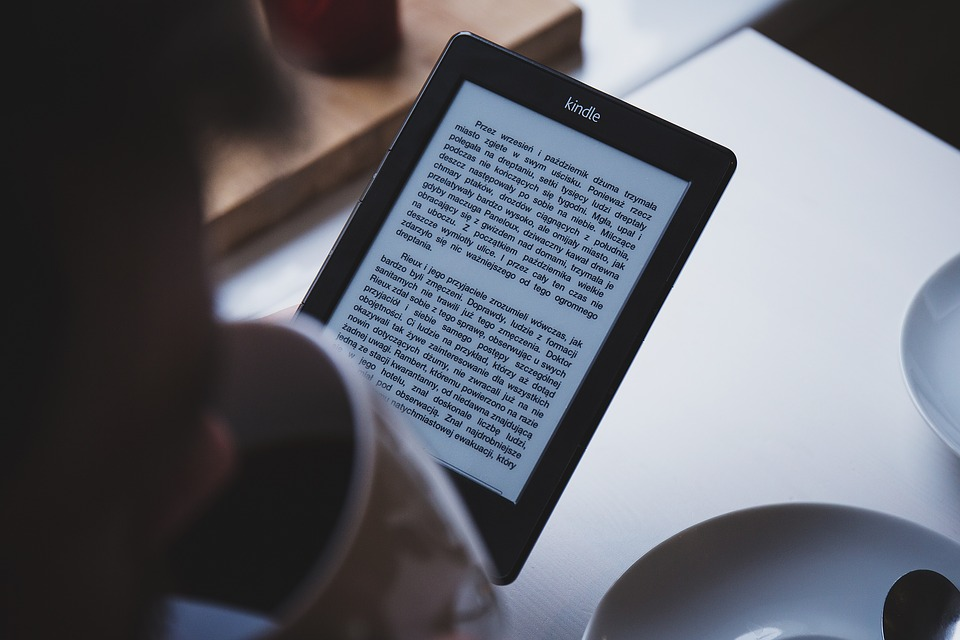 kindle
Przez wrzesień i październik dżuma trzymała
miasto zgięte w swym uścisku. Ponieważ rzecz
polegała na dreptaniu, setki tysięcy ludzi dreptały
podczas nie kończących się tygodni. Mgła, upał i
deszcz następowały po sobie na niebie. Milczące
chmary ptaków, drozdów ciągnących z południa,
przelatywały bardzo wysoko, ale omijały miasto, jak
gdyby maczuga Paneloux, dziwaczny kawał drewna
obracający się z gwizdem nad domami, trzymała je
na uboczu. Z początkiem października wielkie
deszcze wymiotły ulice. I przez cały ten czas nie
zdarzyło się nic ważniejszego od tego ogromnego
dreptania.
Rieux i jego przyjaciele zrozumieli wówczas, jak
bardzo byli zmęczeni. Doprawdy, ludzie z formacji
sanitarnych nie trawili już tego zmęczenia. Doktor
Rieux zdał sobie z tego sprawę, obserwując u swych
przyjaciół i siebie samego postępy szczególnej
obojętności. Ci ludzie na przykład, którzy aż dotąd
okazywali tak żywe zainteresowanie dla wszystkich
nowin dotyczących dżumy, nie zwracali już na nie
żadnej uwagi. Rambert, któremu powierzono na razie
jedną ze stacji kwarantanny, od niedawna znajdującą
w jego hotelu, znał doskonale liczbę ludzi,
pod obserwacją. Znał najdrobniejsze
natychmiastowej ewakuacji, który